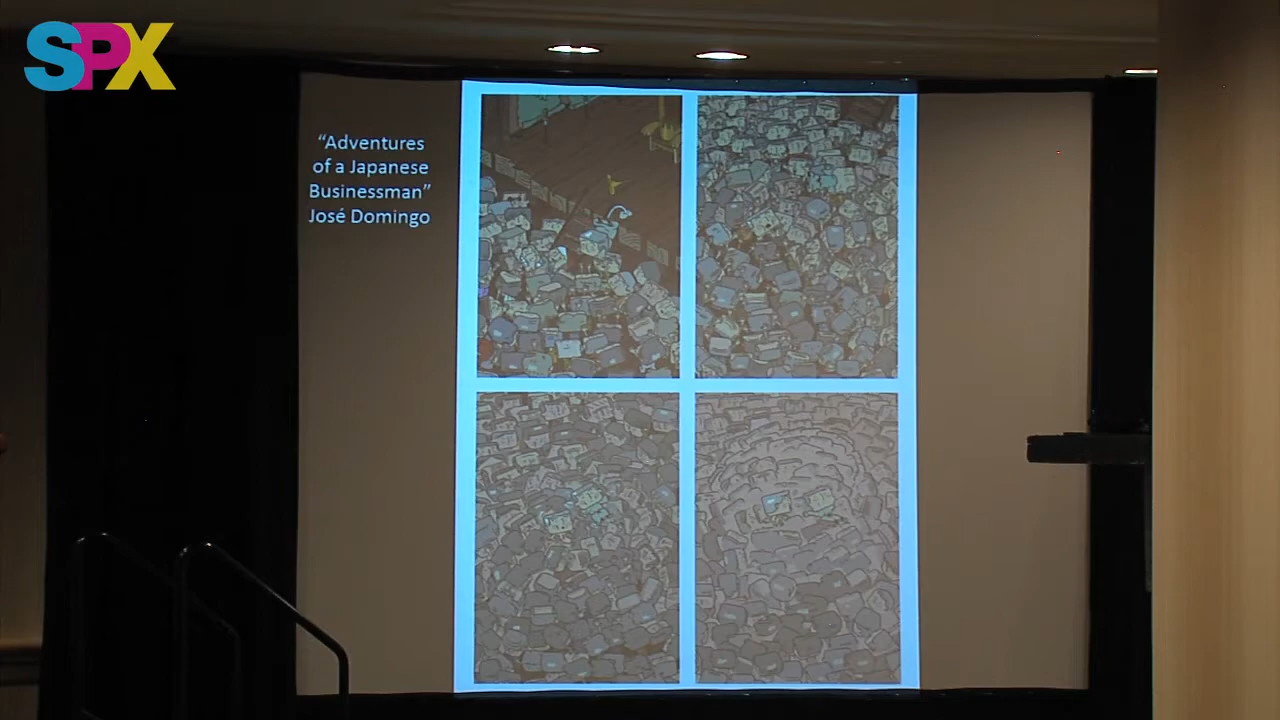 SPX
“Adventures
of a Japanese
Businessman”
José Domingo